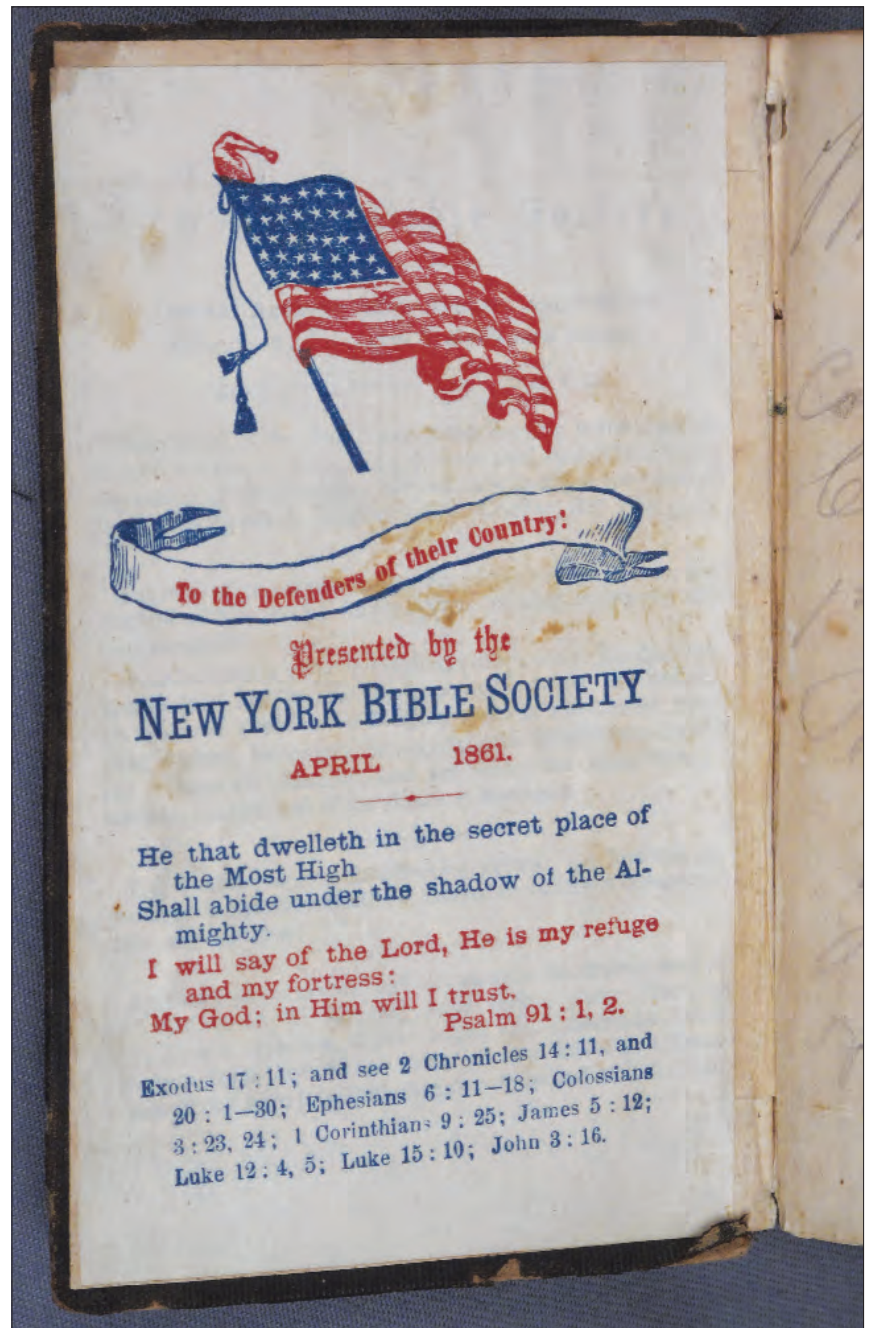 To the Defenders of their Country!
Presented by the
NEW YORK BIBLE SOCIETY
APRIL 1861.
He that dwelleth in the secret place of
the Most High
Shall abide under the shadow of the Al-
mighty.
I will say of the Lord, He is my refuge
and my fortress:
My God; in Him will I trust.
Psalm 91 : 1, 2.
Exodus 17 : 11; and see 2 Chronicles 14 : 11, and
20 : 1—30; Ephesians 6 : 11—18; Colossians
3 : 23, 24; 1 Corinthians 9 : 25; James 5 : 12;
Luke 12 : 4, 5; Luke 15 : 10; John 3 : 16.
Co